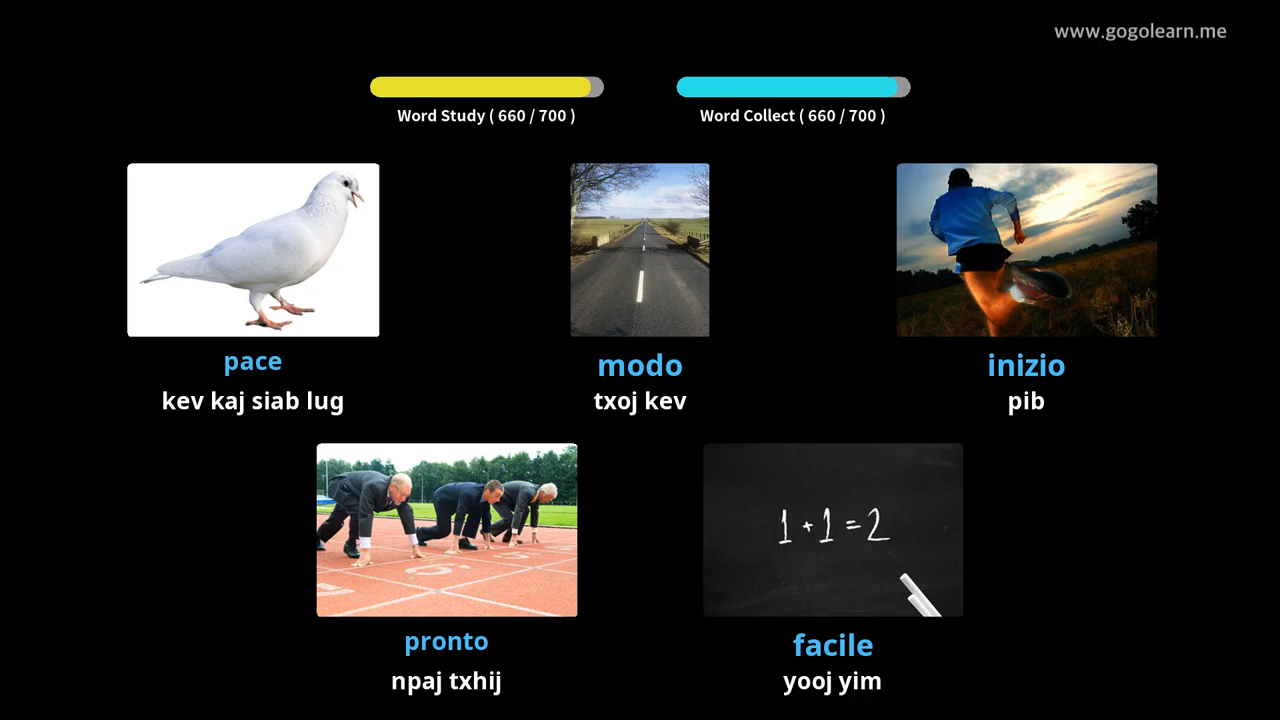 www.gogolearn.me
Word Study ( 660 / 700 )
Word Collect ( 660 / 700 )
pace
kev kaj siab lug
modo
txoj kev
inizio
pib
1 + 1 = 2
pronto
npaj txhij
facile
yooj yim